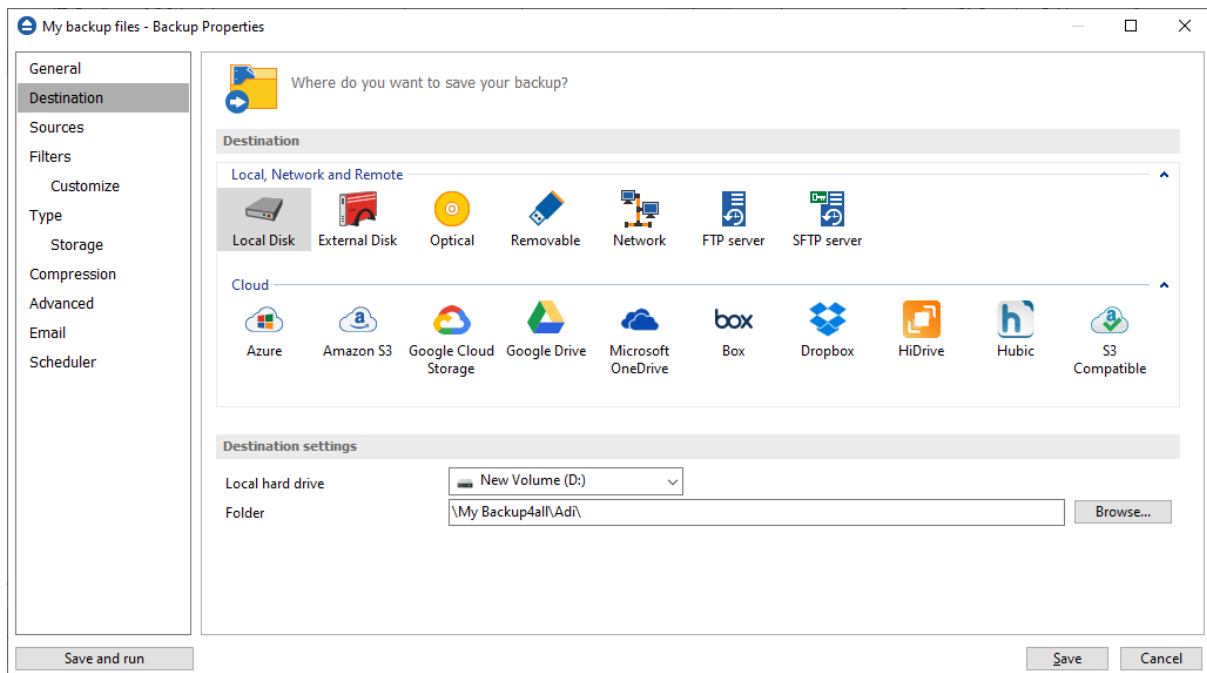 My backup files - Backup Properties
General
Destination
Sources
Filters
Customize
Type
Storage
Compression
Advanced
Email
Scheduler
Where do you want to save your backup?
Destination
Local, Network and Remote
Local Disk
External Disk
Optical
Removable
Network
FTP server
SFTP server
Cloud
a
box
h
a
Azure
Amazon S3
Google Cloud
Storage
Google Drive
Microsoft
OneDrive
Box
Dropbox
HiDrive
Hubic
S3
Compatible
Destination settings
Local hard drive
New Volume (D:)
Folder
\My Backup4all\Adi\
Browse...
Save and run
Save
Cancel